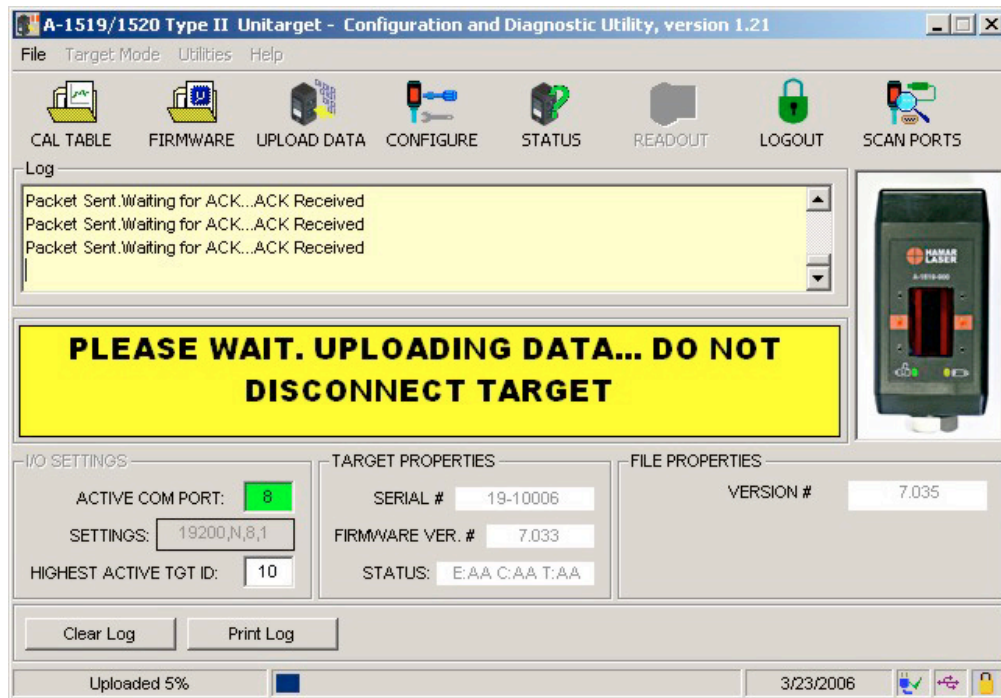 A-1519/1520 Type II Unitarget - Configuration and Diagnostic Utility, version 1.21
File Target Mode Utilities Help
CAL TABLE FIRMWARE UPLOAD DATA CONFIGURE STATUS READOUT LOGOUT SCAN PORTS
Log
Packet Sent.Waiting for ACK...ACK Received
Packet Sent.Waiting for ACK...ACK Received
Packet Sent.Waiting for ACK...ACK Received
HAMAR
LASER
A-1519-000
PLEASE WAIT. UPLOADING DATA... DO NOT
DISCONNECT TARGET
I/O SETTINGS
ACTIVE COM PORT: 8
SETTINGS: 19200,N,8,1
HIGHEST ACTIVE TGT ID: 10
TARGET PROPERTIES
SERIAL # 19-10006
FIRMWARE VER. # 7.033
STATUS: E:AA C:AA T:AA
FILE PROPERTIES
VERSION # 7.035
Clear Log Print Log
Uploaded 5% 3/23/2006